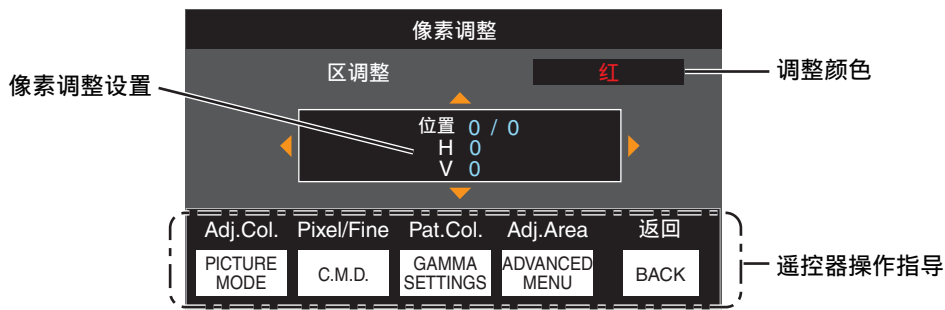 像素调整
区调整 红
调整颜色
像素调整设置
位置 0 / 0
H 0
V 0
Adj.Col. Pixel/Fine Pat.Col. Adj.Area 返回
PICTURE MODE C.M.D. GAMMA SETTINGS ADVANCED MENU BACK
遥控器操作指导